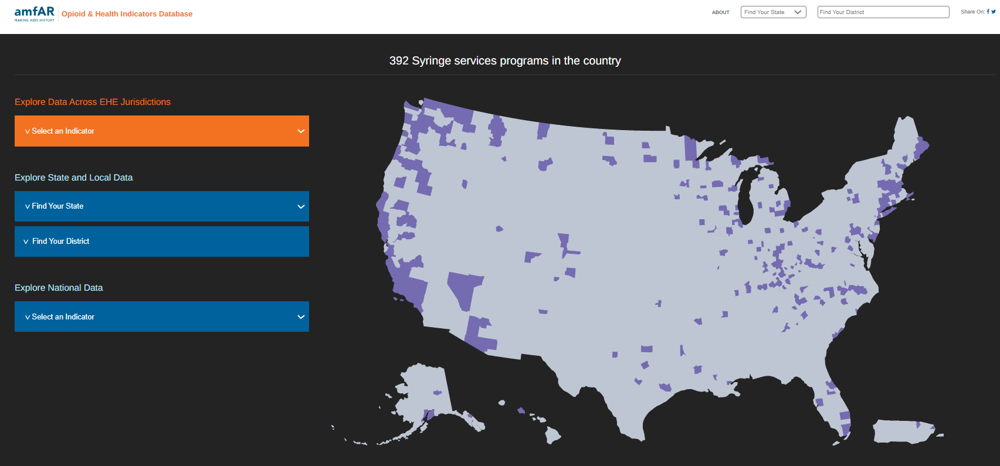 amfAR
MAKING AIDS HISTORY
Opioid & Health Indicators Database
ABOUT
Find Your State
Find Your District
Share On:
392 Syringe services programs in the country
Explore Data Across EHE Jurisdictions
v Select an Indicator
Explore State and Local Data
v Find Your State
v Find Your District
Explore National Data
v Select an Indicator